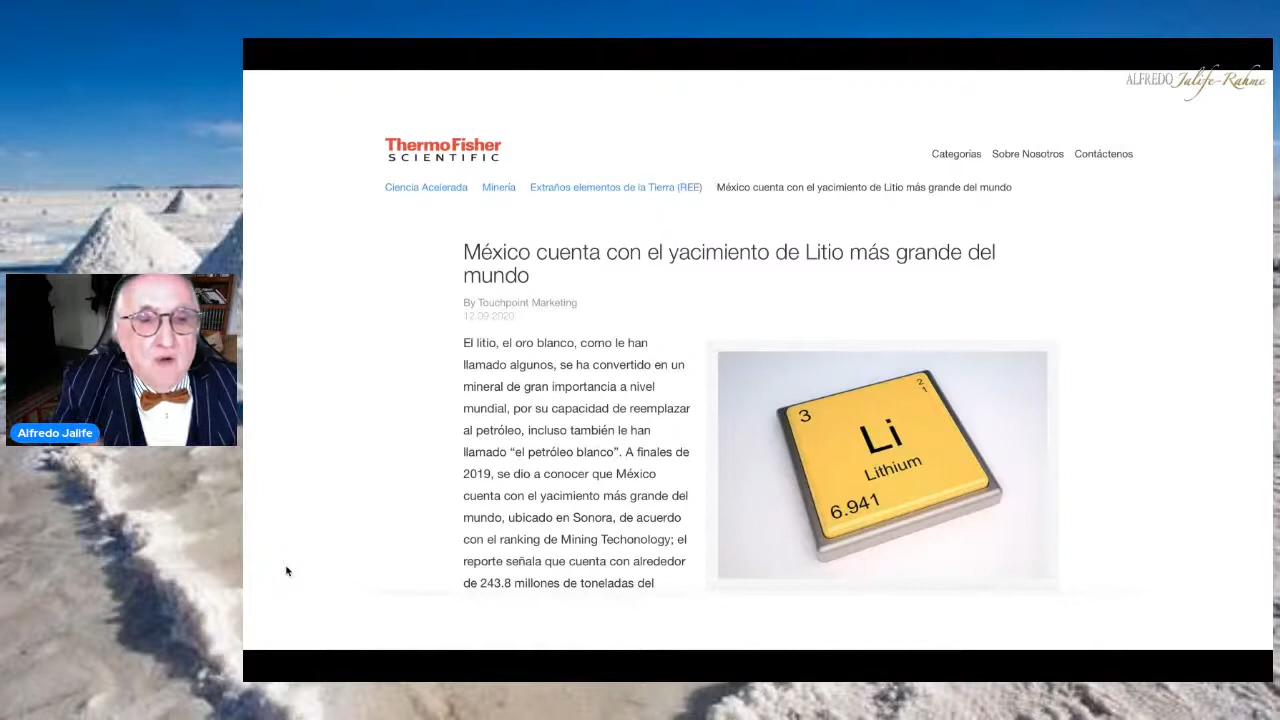 ALFREDO Jalife-Rahme
ThermoFisher
SCIENTIFIC
Categorías Sobre Nosotros Contáctenos
Ciencia Acelerada Minería Extraños elementos de la Tierra (REE) México cuenta con el yacimiento de Litio más grande del mundo
México cuenta con el yacimiento de Litio más grande del
mundo
By Touchpoint Marketing
12.09.2020
El litio, el oro blanco, como le han
llamado algunos, se ha convertido en un
mineral de gran importancia a nivel
mundial, por su capacidad de reemplazar
al petróleo, incluso también le han
llamado “el petróleo blanco”. A finales de
2019, se dio a conocer que México
cuenta con el yacimiento más grande del
mundo, ubicado en Sonora, de acuerdo
con el ranking de Mining Techonology; el
reporte señala que cuenta con alrededor
de 243.8 millones de toneladas del
3
2
1
Li
Lithium
6.941
Alfredo Jalife